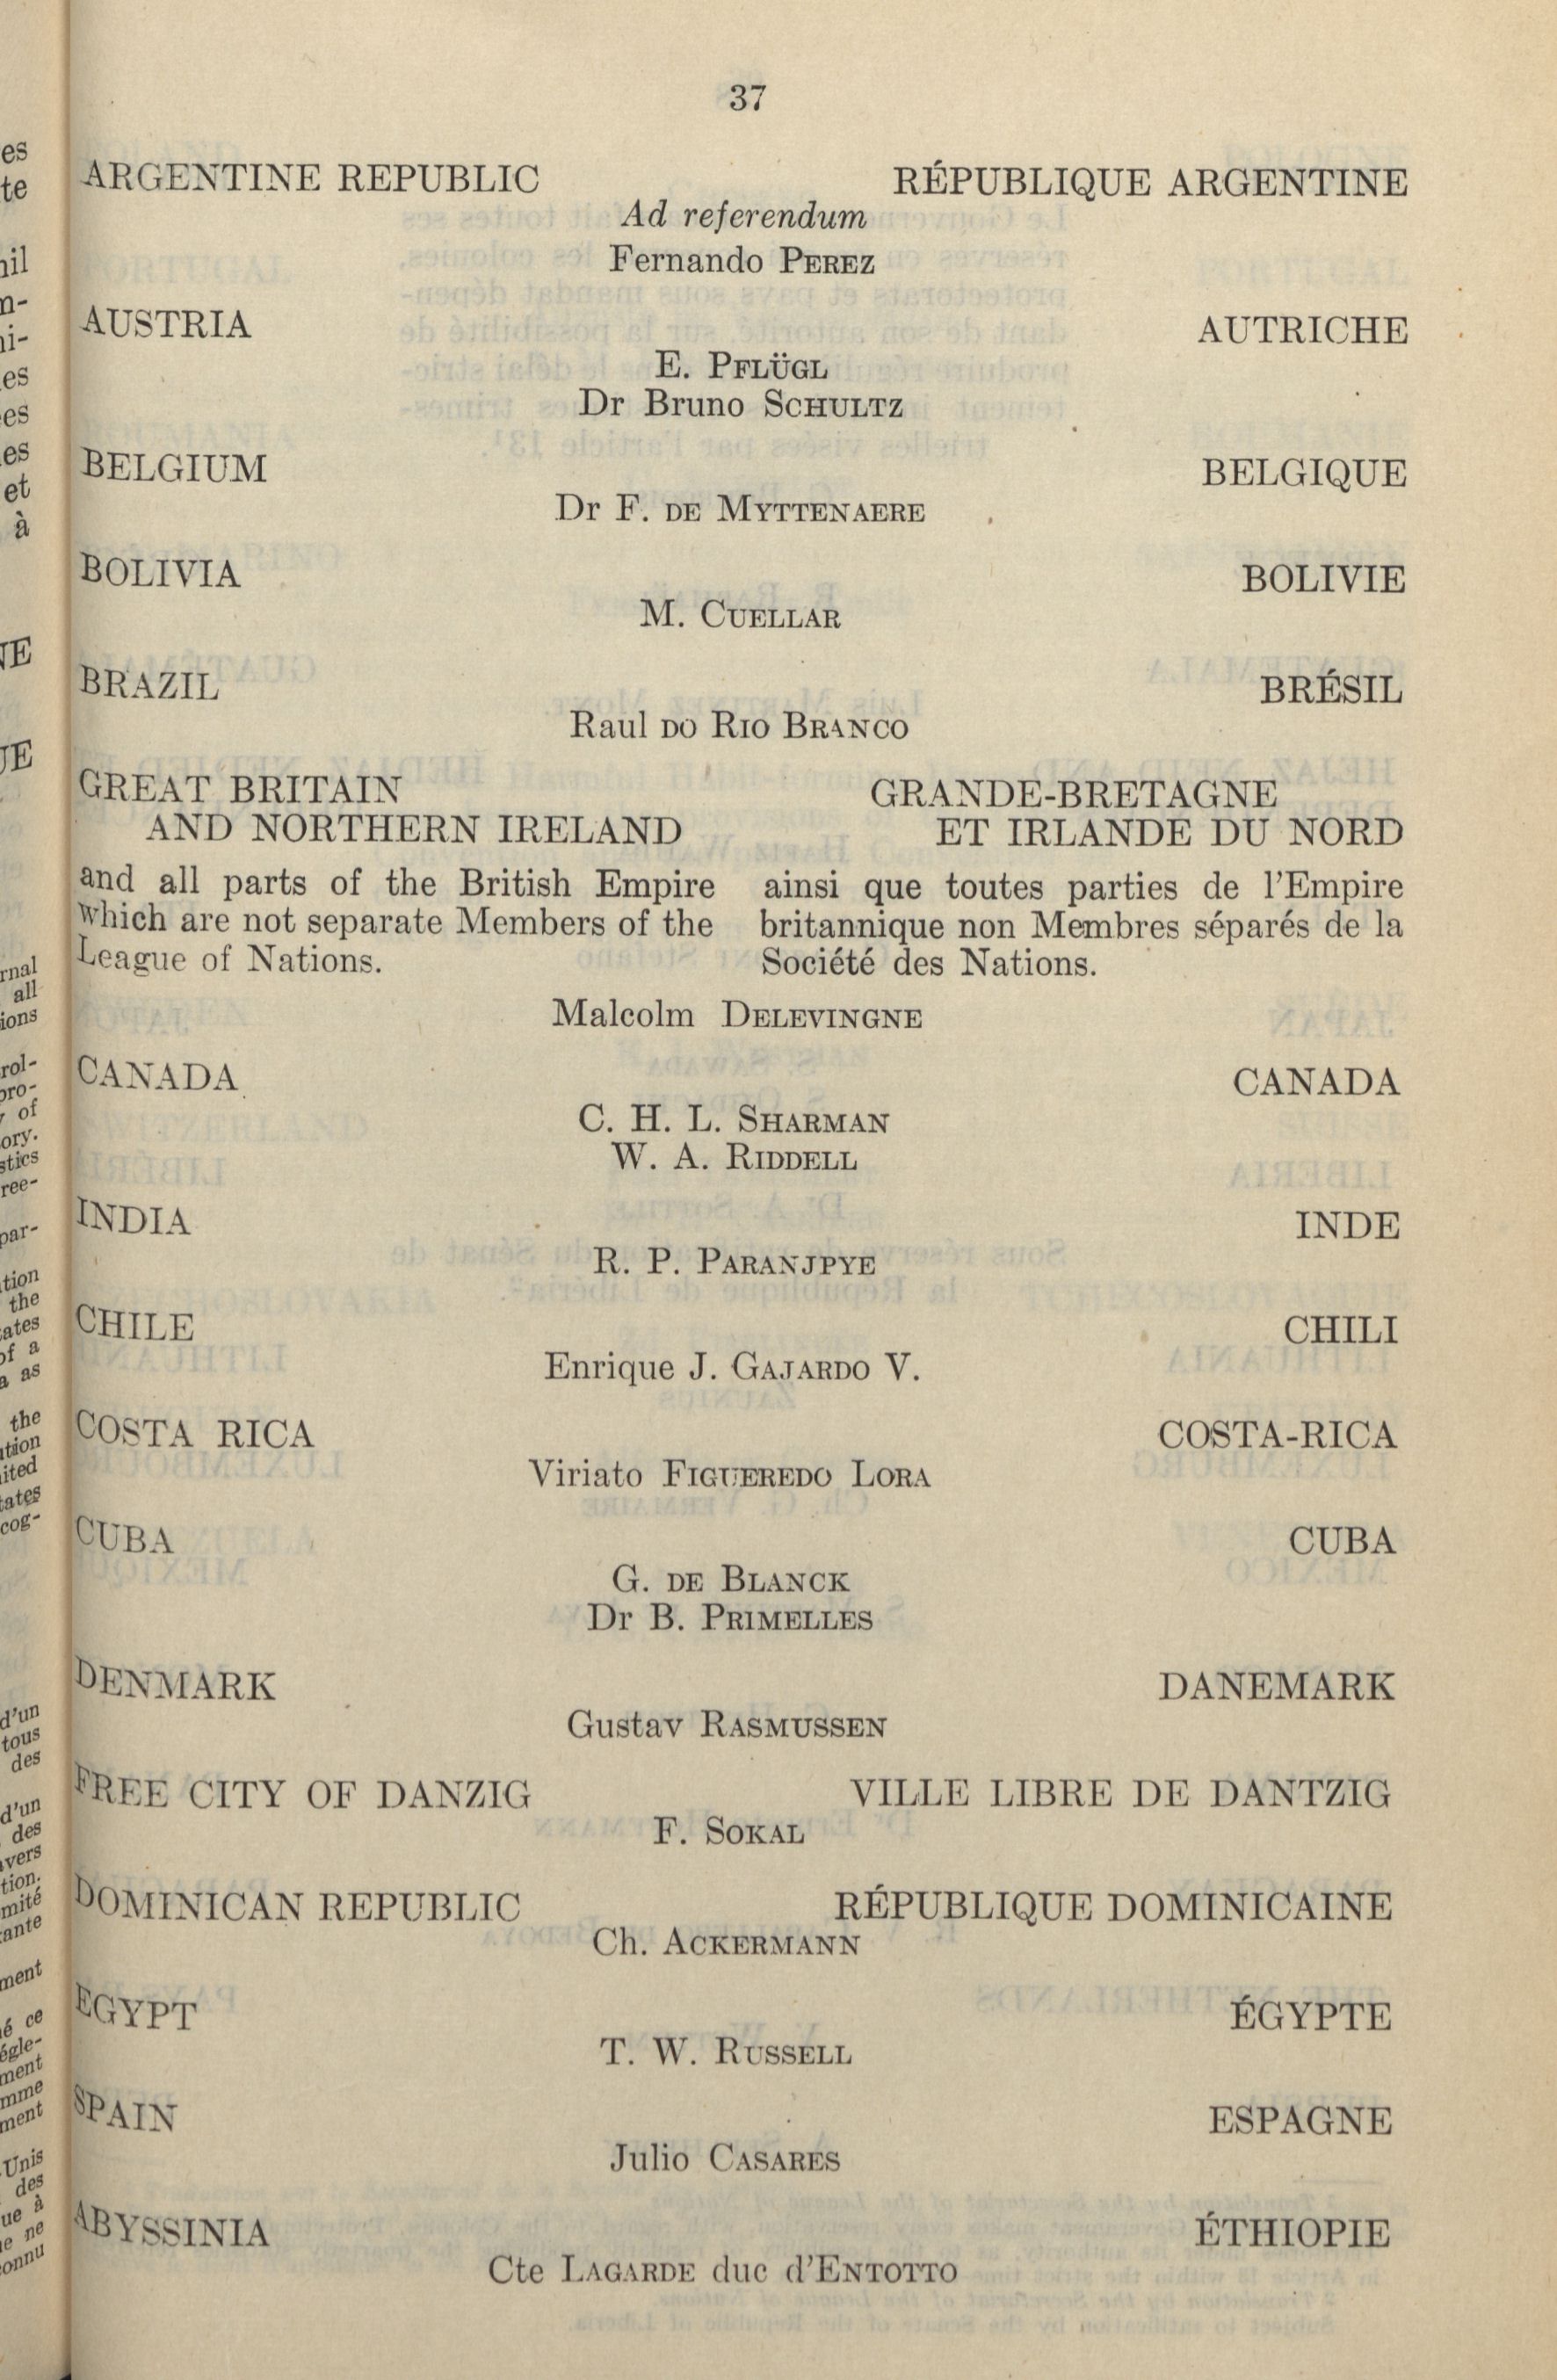 37
ARGENTINE REPUBLIC RÉPUBLIQUE ARGENTINE
Ad referendum
Fernando PEREZ
AUSTRIA AUTRICHE
E. PFLÜGL
Dr Bruno SCHULTZ
BELGIUM BELGIQUE
Dr F. DE MYTTENAERE
BOLIVIA BOLIVIE
M. CUELLAR
BRAZIL BRÉSIL
Raul DO RIO BRANCO
GREAT BRITAIN GRANDE-BRETAGNE
AND NORTHERN IRELAND ET IRLANDE DU NORD
and all parts of the British Empire
which are not separate Members of the
League of Nations.
ainsi que toutes parties de l'Empire
britannique non Membres séparés de la
Société des Nations.
Malcolm DELEVINGNE
CANADA CANADA
C. H. L. SHARMAN
W. A. RIDDELL
INDIA INDE
R. P. PARANJPYE
CHILE CHILI
Enrique J. GAJARDO V.
COSTA RICA COSTA-RICA
Viriato FIGUEREDO LORA
CUBA CUBA
G. DE BLANCK
Dr B. PRIMELLES
DENMARK DANEMARK
Gustav RASMUSSEN
FREE CITY OF DANZIG VILLE LIBRE DE DANTZIG
F. SOKAL
DOMINICAN REPUBLIC RÉPUBLIQUE DOMINICAINE
Ch. ACKERMANN
EGYPT ÉGYPTE
T. W. RUSSELL
SPAIN ESPAGNE
Julio CASARES
ABYSSINIA ÉTHIOPIE
Cte LAGARDE duc d'ENTOTTO